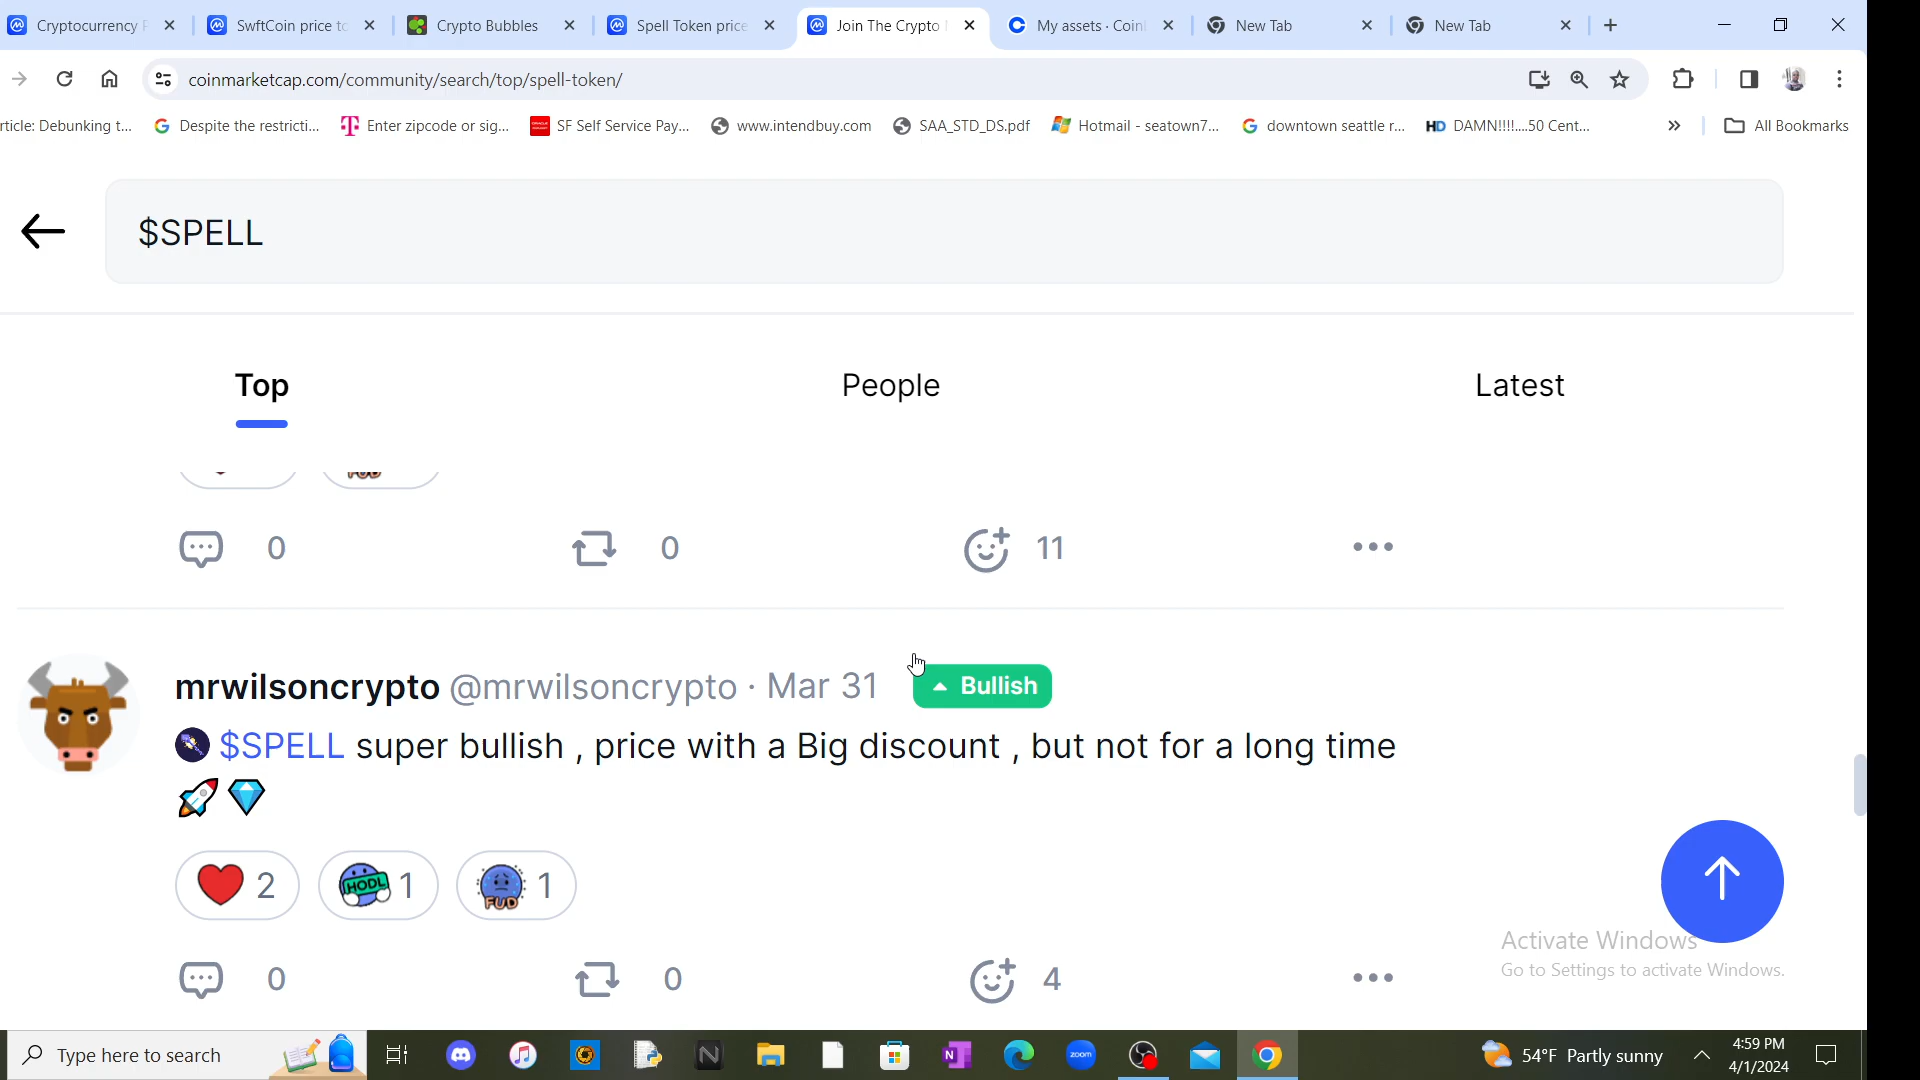 Cryptocurrency P
SwftCoin price to
Crypto Bubbles
Spell Token price
Join The Crypto
My assets · Coin
New Tab
New Tab
coinmarketcap.com/community/search/top/spell-token/
rticle: Debunking t...
Despite the restricti...
Enter zipcode or sig...
SF Self Service Pay...
www.intendbuy.com
SAA_STD_DS.pdf
Hotmail - seatown7...
downtown seattle r...
HD DAMN!!!!....50 Cent...
All Bookmarks
$SPELL
Top
People
Latest
0
0
11
mrwilsoncrypto @mrwilsoncrypto · Mar 31
Bullish
$SPELL super bullish , price with a Big discount , but not for a long time
🚀 💎
2
HODL 1
FUD 1
0
0
4
Activate Windows
Go to Settings to activate Windows.
Type here to search
zoom
54°F Partly sunny
4:59 PM
4/1/2024